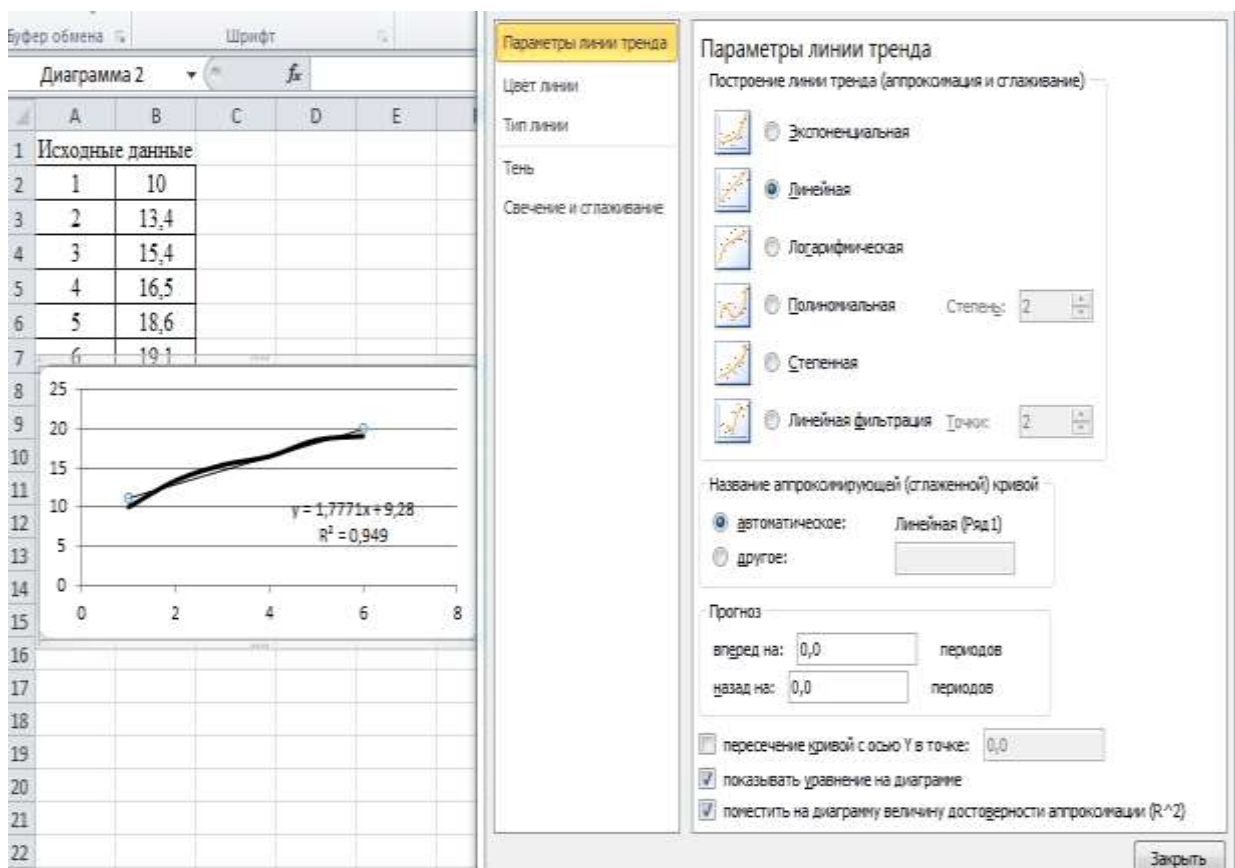 Буфер обмена
Шрифт
Диаграмма 2
fx
A B C D E
1 Исходные данные
2 1 10
3 2 13,4
4 3 15,4
5 4 16,5
6 5 18,6
7 6 19,1
8
9
10
11
12
13
14
15
16
17
18
19
20
21
22
25
20
15
10
5
0
y = 1,7771x + 9,28
R² = 0,949
0 2 4 6 8
Параметры линии тренда
Цвет линии
Тип линии
Тень
Свечение и сглаживание
Параметры линии тренда
Построение линии тренда (аппроксимация и сглаживание)
Экспоненциальная
Линейная
Логарифмическая
Полиномиальная Степень: 2
Степенная
Линейная фильтрация Точки: 2
Название аппроксимирующей (сглаженной) кривой
автоматическое: Линейная (Ряд1)
другое:
Прогноз
вперед на: 0,0 периодов
назад на: 0,0 периодов
пересечение кривой с осью Y в точке: 0,0
показывать уравнение на диаграмме
поместить на диаграмму величину достоверности аппроксимации (R^2)
Закрыть